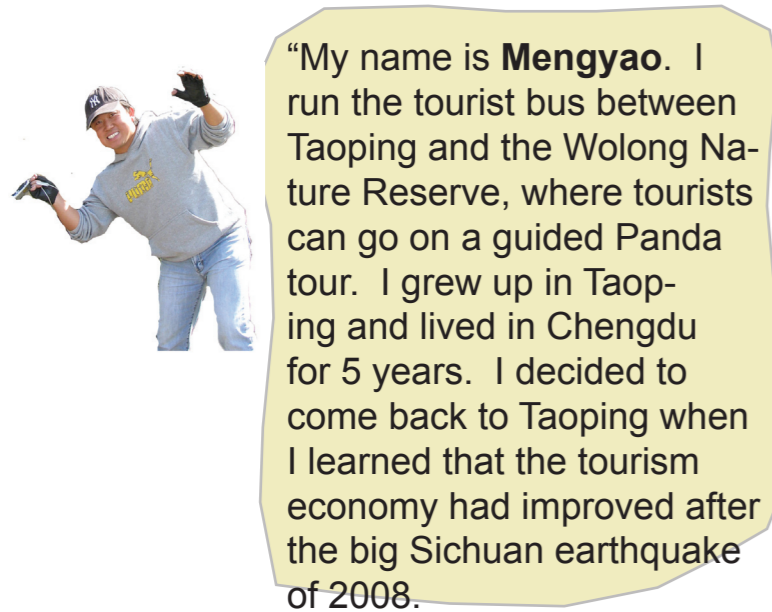 “My name is Mengyao.  I
run the tourist bus between
Taoping and the Wolong Na-
ture Reserve, where tourists
can go on a guided Panda
tour.  I grew up in Taop-
ing and lived in Chengdu
for 5 years.  I decided to
come back to Taoping when
I learned that the tourism
economy had improved after
the big Sichuan earthquake
of 2008.